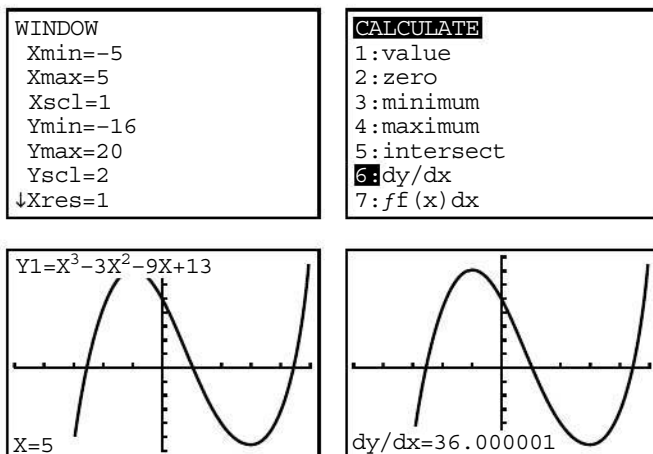 WINDOW
Xmin=−5
Xmax=5
Xscl=1
Ymin=−16
Ymax=20
Yscl=2
↓Xres=1
CALCULATE
1:value
2:zero
3:minimum
4:maximum
5:intersect
6:dy/dx
7:ƒf(x)dx
Y1=X³−3X²−9X+13
X=5
dy/dx=36.000001